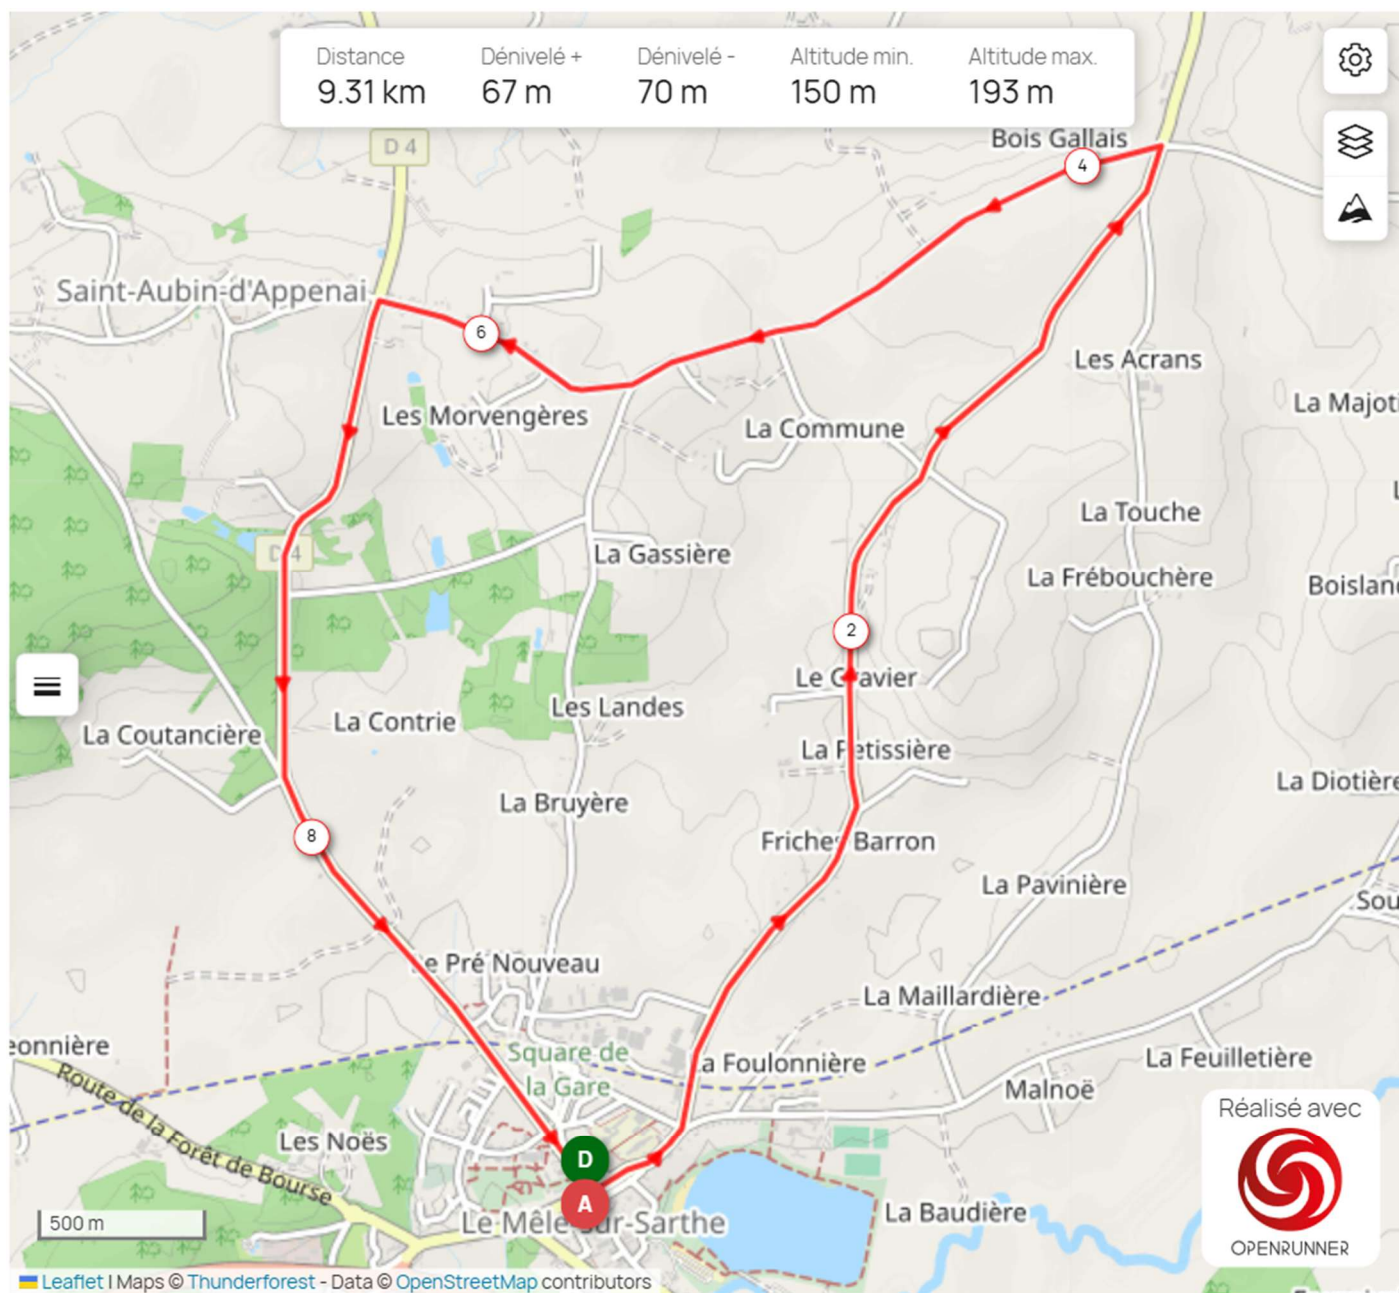 Distance
Dénivelé +
Dénivelé -
Altitude min.
Altitude max.
9.31 km
67 m
70 m
150 m
193 m
Bois Gallais
D 4
4
Saint-Aubin-d'Appenai
6
Les Acrans
La Majoti
Les Morvengères
La Commune
La Touche
D 4
La Gassière
La Frébouchère
Boisland
2
Le Gravier
Les Landes
La Contrie
La Coutancière
La Petissière
La Diotière
La Bruyère
8
Friches Barron
La Pavinière
Sou
Le Pré Nouveau
La Maillardière
eonnière
Square de
la Gare
La Foulonnière
La Feuilletière
Malnoë
Route de la Forêt de Bourse
Les Noës
D
A
Le Mêle-sur-Sarthe
La Baudière
500 m
Réalisé avec
OPENRUNNER
Leaflet | Maps © Thunderforest - Data © OpenStreetMap contributors